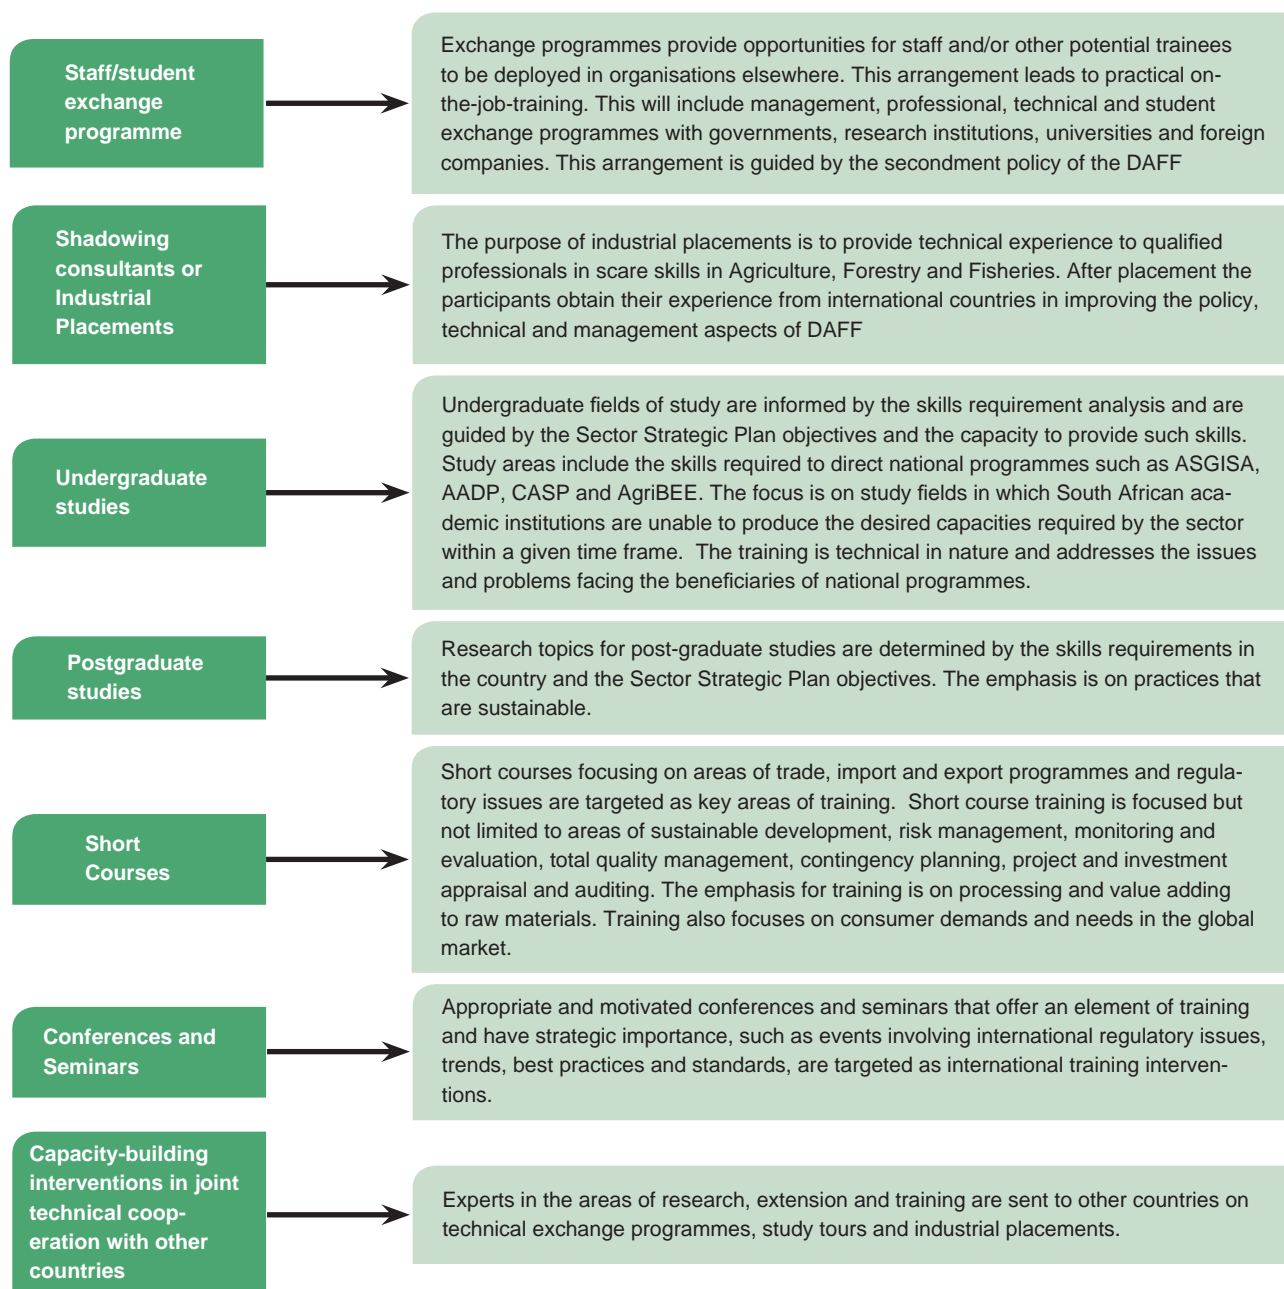 Staff/student
exchange
programme
Exchange programmes provide opportunities for staff and/or other potential trainees
to be deployed in organisations elsewhere. This arrangement leads to practical on-
the-job-training. This will include management, professional, technical and student
exchange programmes with governments, research institutions, universities and foreign
companies. This arrangement is guided by the secondment policy of the DAFF
Shadowing
consultants or
Industrial
Placements
The purpose of industrial placements is to provide technical experience to qualified
professionals in scare skills in Agriculture, Forestry and Fisheries. After placement the
participants obtain their experience from international countries in improving the policy,
technical and management aspects of DAFF
Undergraduate
studies
Undergraduate fields of study are informed by the skills requirement analysis and are
guided by the Sector Strategic Plan objectives and the capacity to provide such skills.
Study areas include the skills required to direct national programmes such as ASGISA,
AADP, CASP and AgriBEE. The focus is on study fields in which South African aca-
demic institutions are unable to produce the desired capacities required by the sector
within a given time frame.  The training is technical in nature and addresses the issues
and problems facing the beneficiaries of national programmes.
Postgraduate
studies
Research topics for post-graduate studies are determined by the skills requirements in
the country and the Sector Strategic Plan objectives. The emphasis is on practices that
are sustainable.
Short
Courses
Short courses focusing on areas of trade, import and export programmes and regula-
tory issues are targeted as key areas of training.  Short course training is focused but
not limited to areas of sustainable development, risk management, monitoring and
evaluation, total quality management, contingency planning, project and investment
appraisal and auditing. The emphasis for training is on processing and value adding
to raw materials. Training also focuses on consumer demands and needs in the global
market.
Conferences and
Seminars
Appropriate and motivated conferences and seminars that offer an element of training
and have strategic importance, such as events involving international regulatory issues,
trends, best practices and standards, are targeted as international training interven-
tions.
Capacity-building
interventions in joint
technical coop-
eration with other
countries
Experts in the areas of research, extension and training are sent to other countries on
technical exchange programmes, study tours and industrial placements.